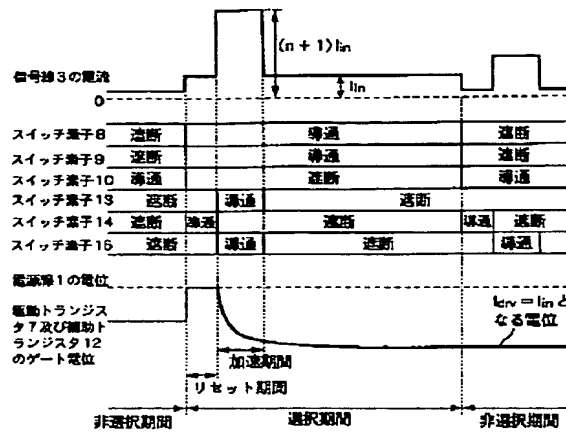 (n + 1) Iin
信号線3の電流
Iin
0
スイッチ素子8 遮断 導通 遮断
スイッチ素子9 遮断 導通 遮断
スイッチ素子10 導通 遮断 導通
スイッチ素子13 遮断 導通 遮断
スイッチ素子14 遮断 導通 遮断 導通 遮断
スイッチ素子15 遮断 導通 遮断 導通
電源線1の電位
駆動トランジス
タ7及び補助ト
ランジスタ12
のゲート電位
Idrv = Iin と
なる電位
加速期間
リセット期間
非選択期間 選択期間 非選択期間